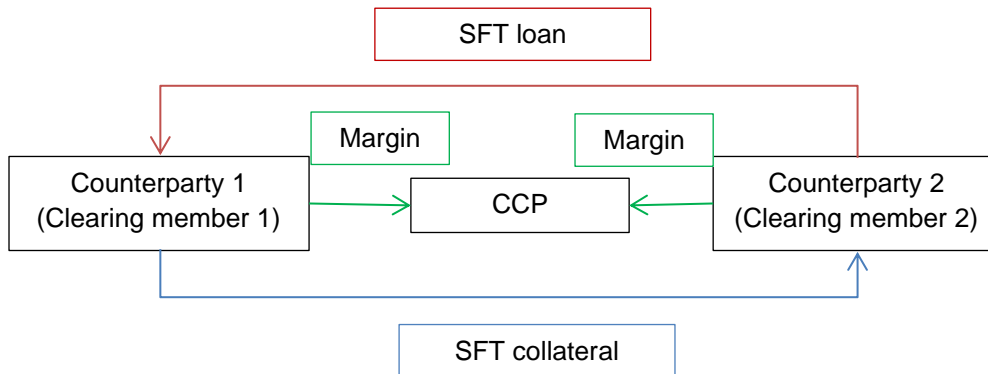 SFT loan
Margin
Margin
Counterparty 1
(Clearing member 1)
CCP
Counterparty 2
(Clearing member 2)
SFT collateral